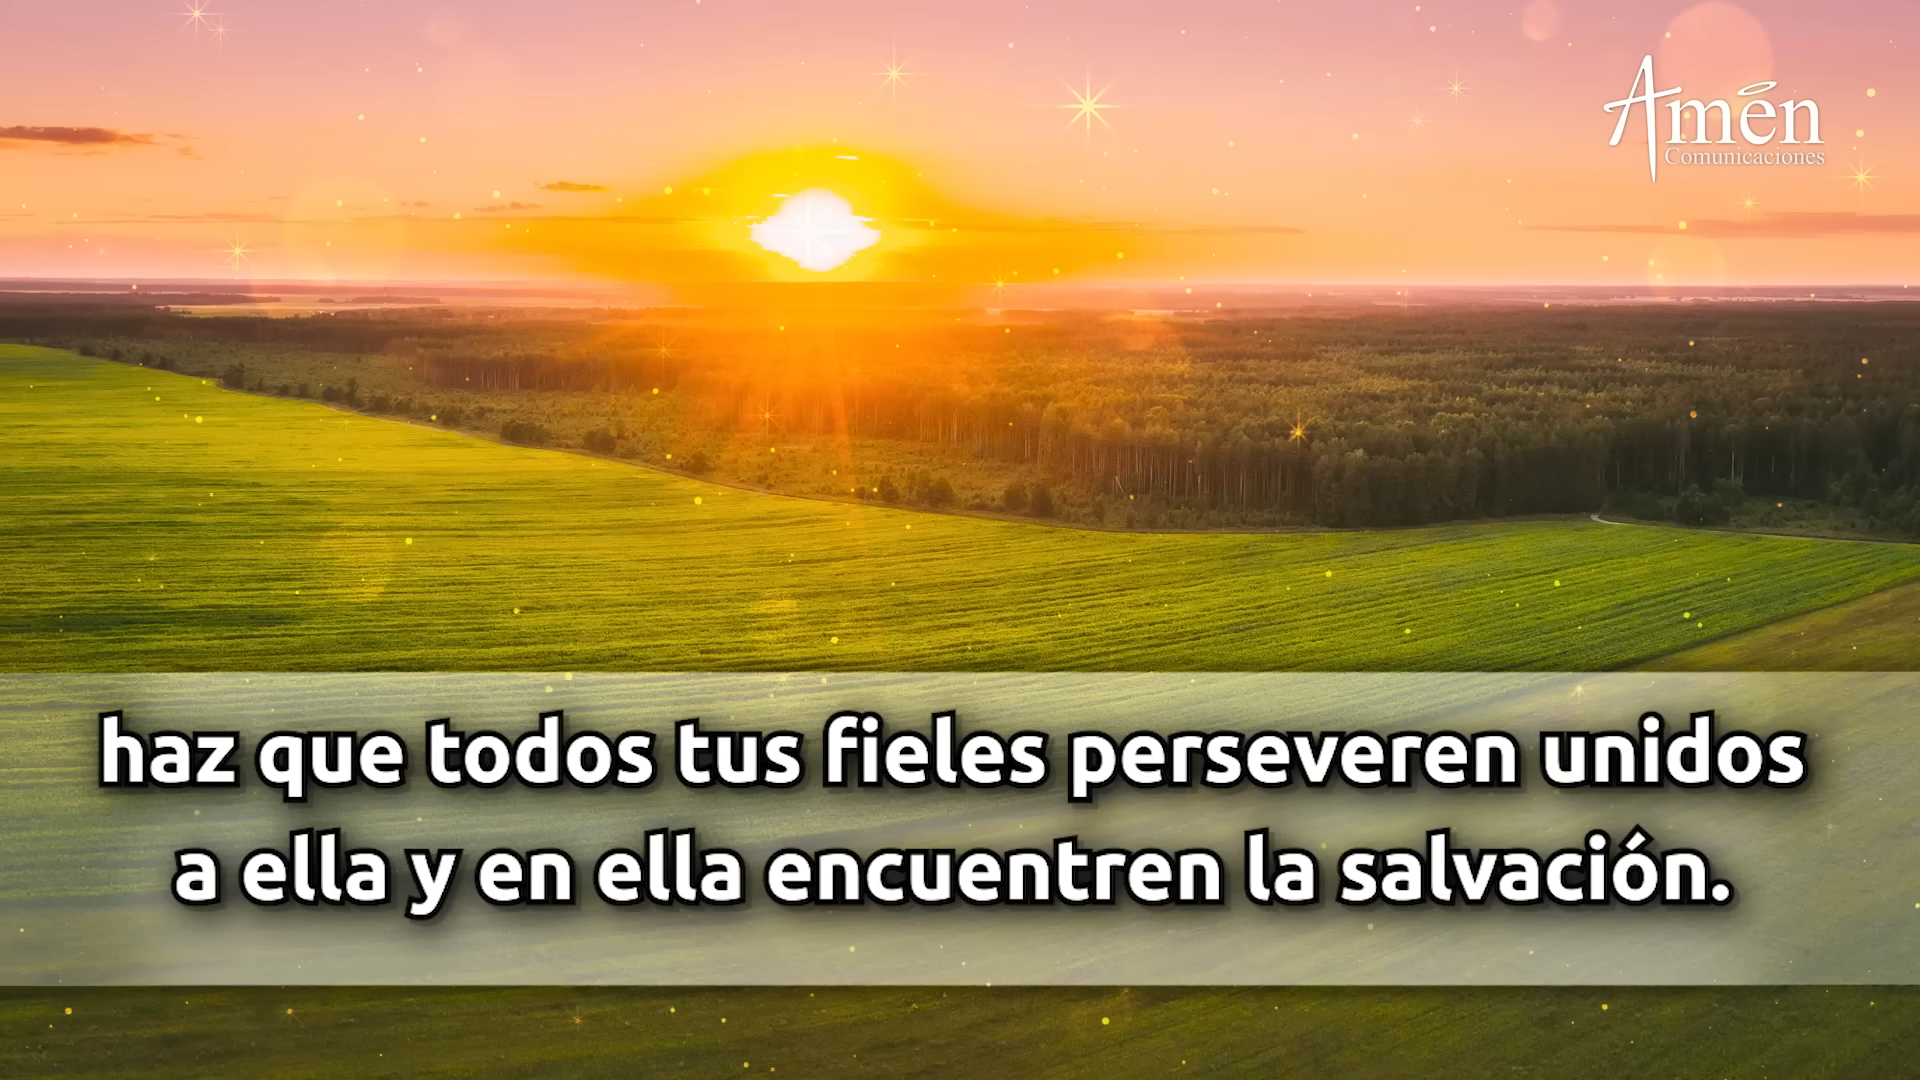 Amén
Comunicaciones
haz que todos tus fieles perseveren unidos
a ella y en ella encuentren la salvación.